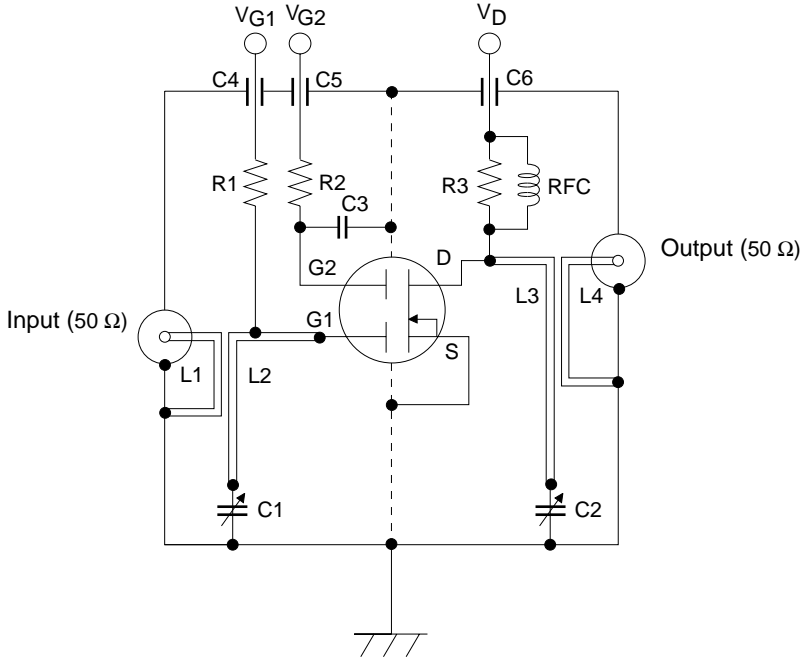 VG1
VG2
VD
C4
C5
C6
R1
R2
R3
RFC
C3
G2
D
Output (50 Ω)
L3
L4
Input (50 Ω)
G1
S
L1
L2
C1
C2